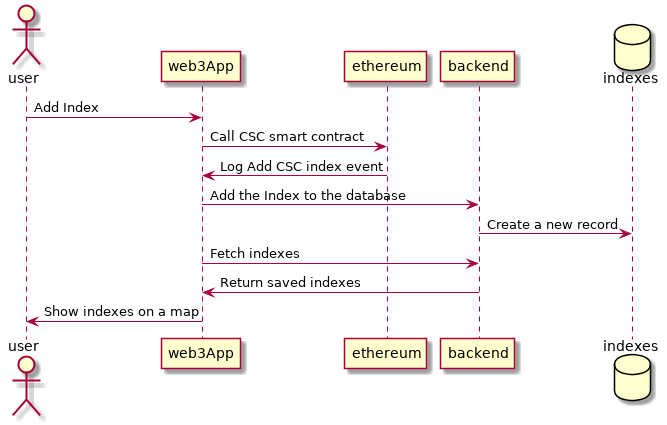 user
web3App
ethereum
backend
indexes
Add Index
Call CSC smart contract
Log Add CSC index event
Add the Index to the database
Create a new record
Fetch indexes
Return saved indexes
Show indexes on a map
user
web3App
ethereum
backend
indexes